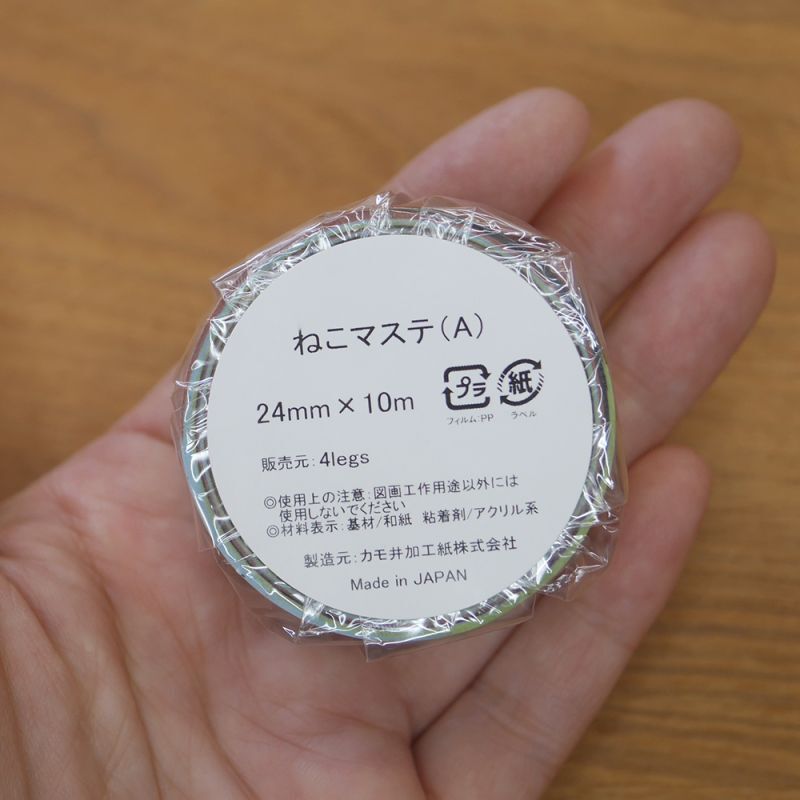 ねこマステ(A)
24mm×10m
プラ
紙
フィルム:PP
ラベル
販売元:4legs
◎使用上の注意:図画工作用途以外には
使用しないでください
◎材料表示:基材/和紙 粘着剤/アクリル系
製造元:カモ井加工紙株式会社
Made in JAPAN